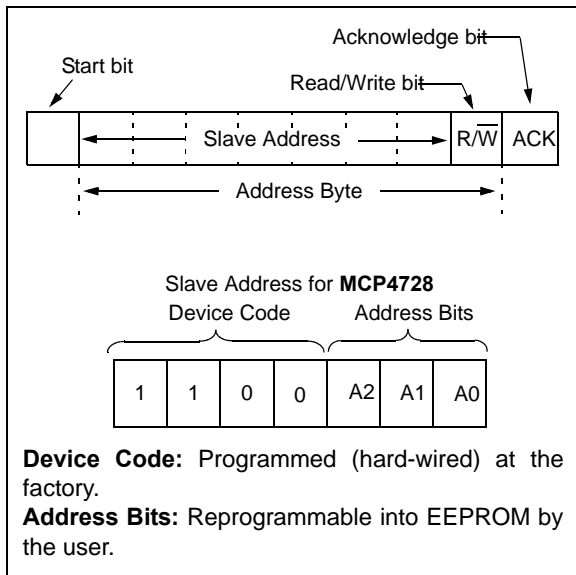 Acknowledge bit
Start bit
Read/Write bit
Slave Address R/W̅ ACK
Address Byte
Slave Address for MCP4728
Device Code Address Bits
1 1 0 0 A2 A1 A0
Device Code: Programmed (hard-wired) at the
factory.
Address Bits: Reprogrammable into EEPROM by
the user.